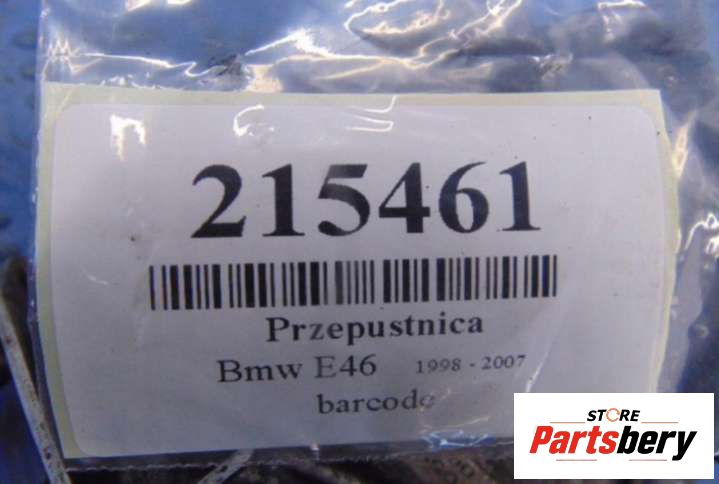 215461
Przepustnica
Bmw E46 1998 - 2007
barcode
STORE
Partsbery